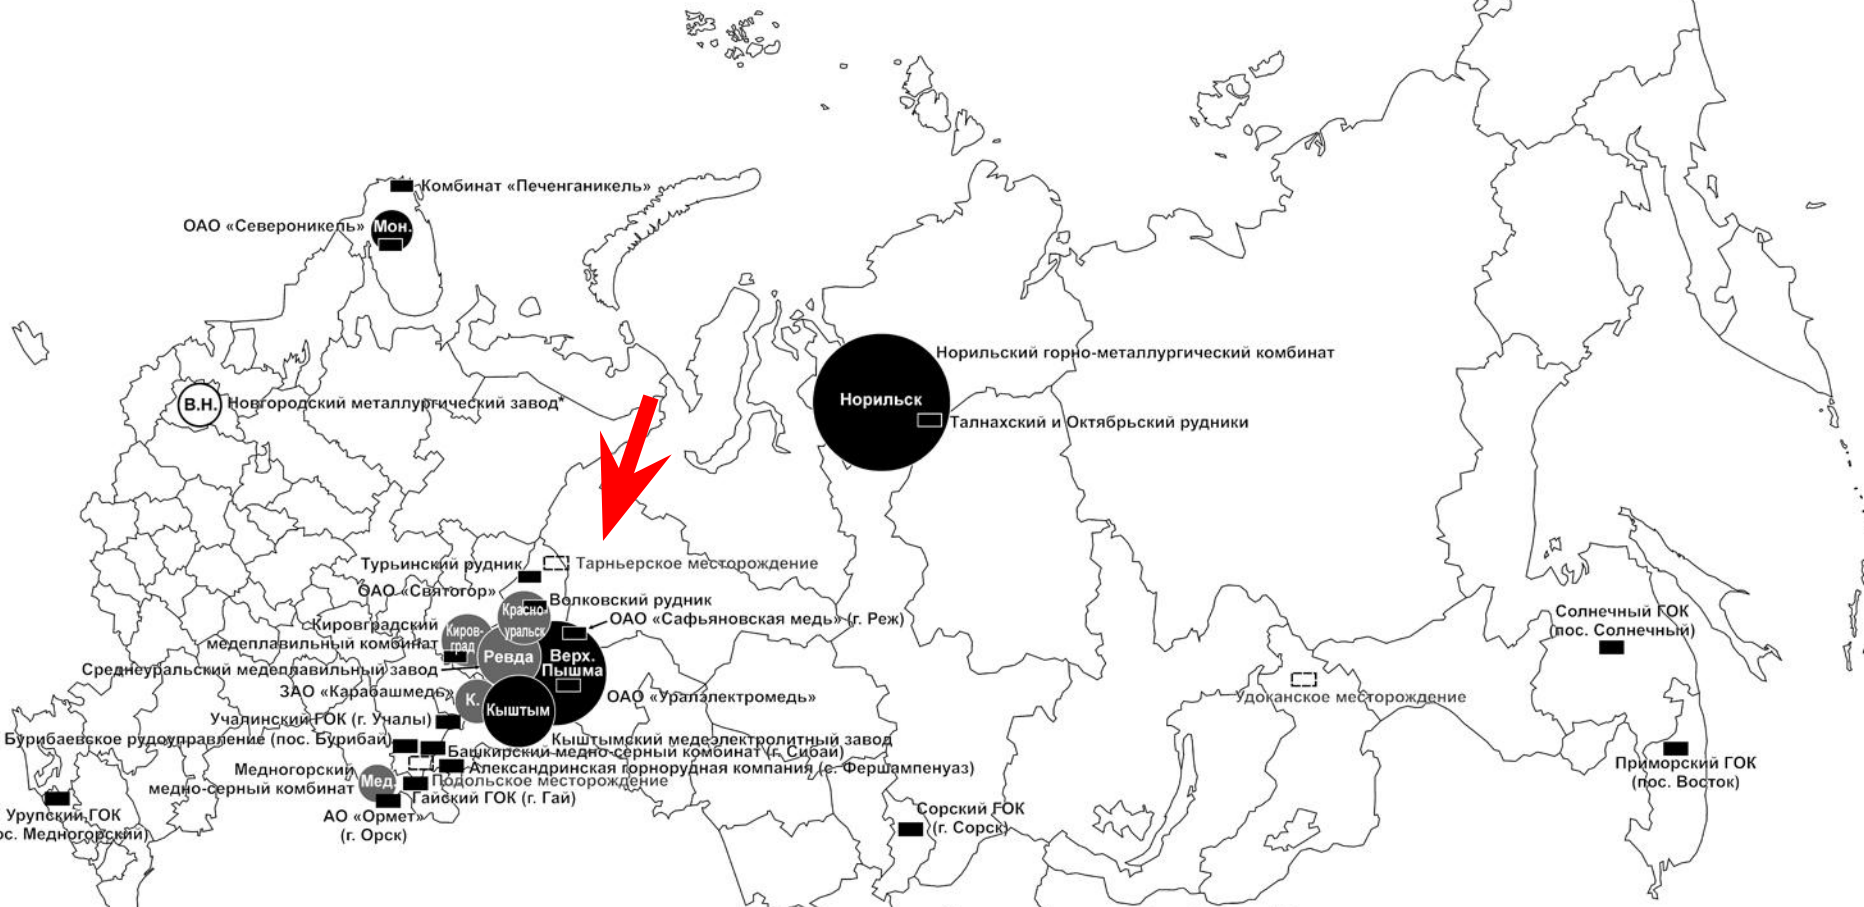 Комбинат «Печенганикель»
ОАО «Североникель»
Мон.
Норильский горно-металлургический комбинат
Норильск
Талнахский и Октябрьский рудники
В.Н.
Новгородский металлургический завод*
Турьинский рудник
Тарньерское месторождение
ОАО «Святогор»
Волковский рудник
Красно-
уральск
ОАО «Сафьяновская медь» (г. Реж)
Кировградский
медеплавильный комбинат
Киров-
град
Ревда
Верх.
Пышма
Среднеуральский медеплавильный завод
ЗАО «Карабашмедь»
К.
Кыштым
ОАО «Уралэлектромедь»
Учалинский ГОК (г. Учалы)
Бурибаевское рудоуправление (пос. Бурибай)
Кыштымский медеэлектролитный завод
Башкирский медно-серный комбинат (г. Сибай)
Александринская горнорудная компания (с. Фершампенуаз)
Медногорский
медно-серный комбинат
Мед
Подольское месторождение
Гайский ГОК (г. Гай)
АО «Ормет»
(г. Орск)
Урупский ГОК
ос. Медногорский)
Сорский ГОК
(г. Сорск)
Удоканское месторождение
Солнечный ГОК
(пос. Солнечный)
Приморский ГОК
(пос. Восток)